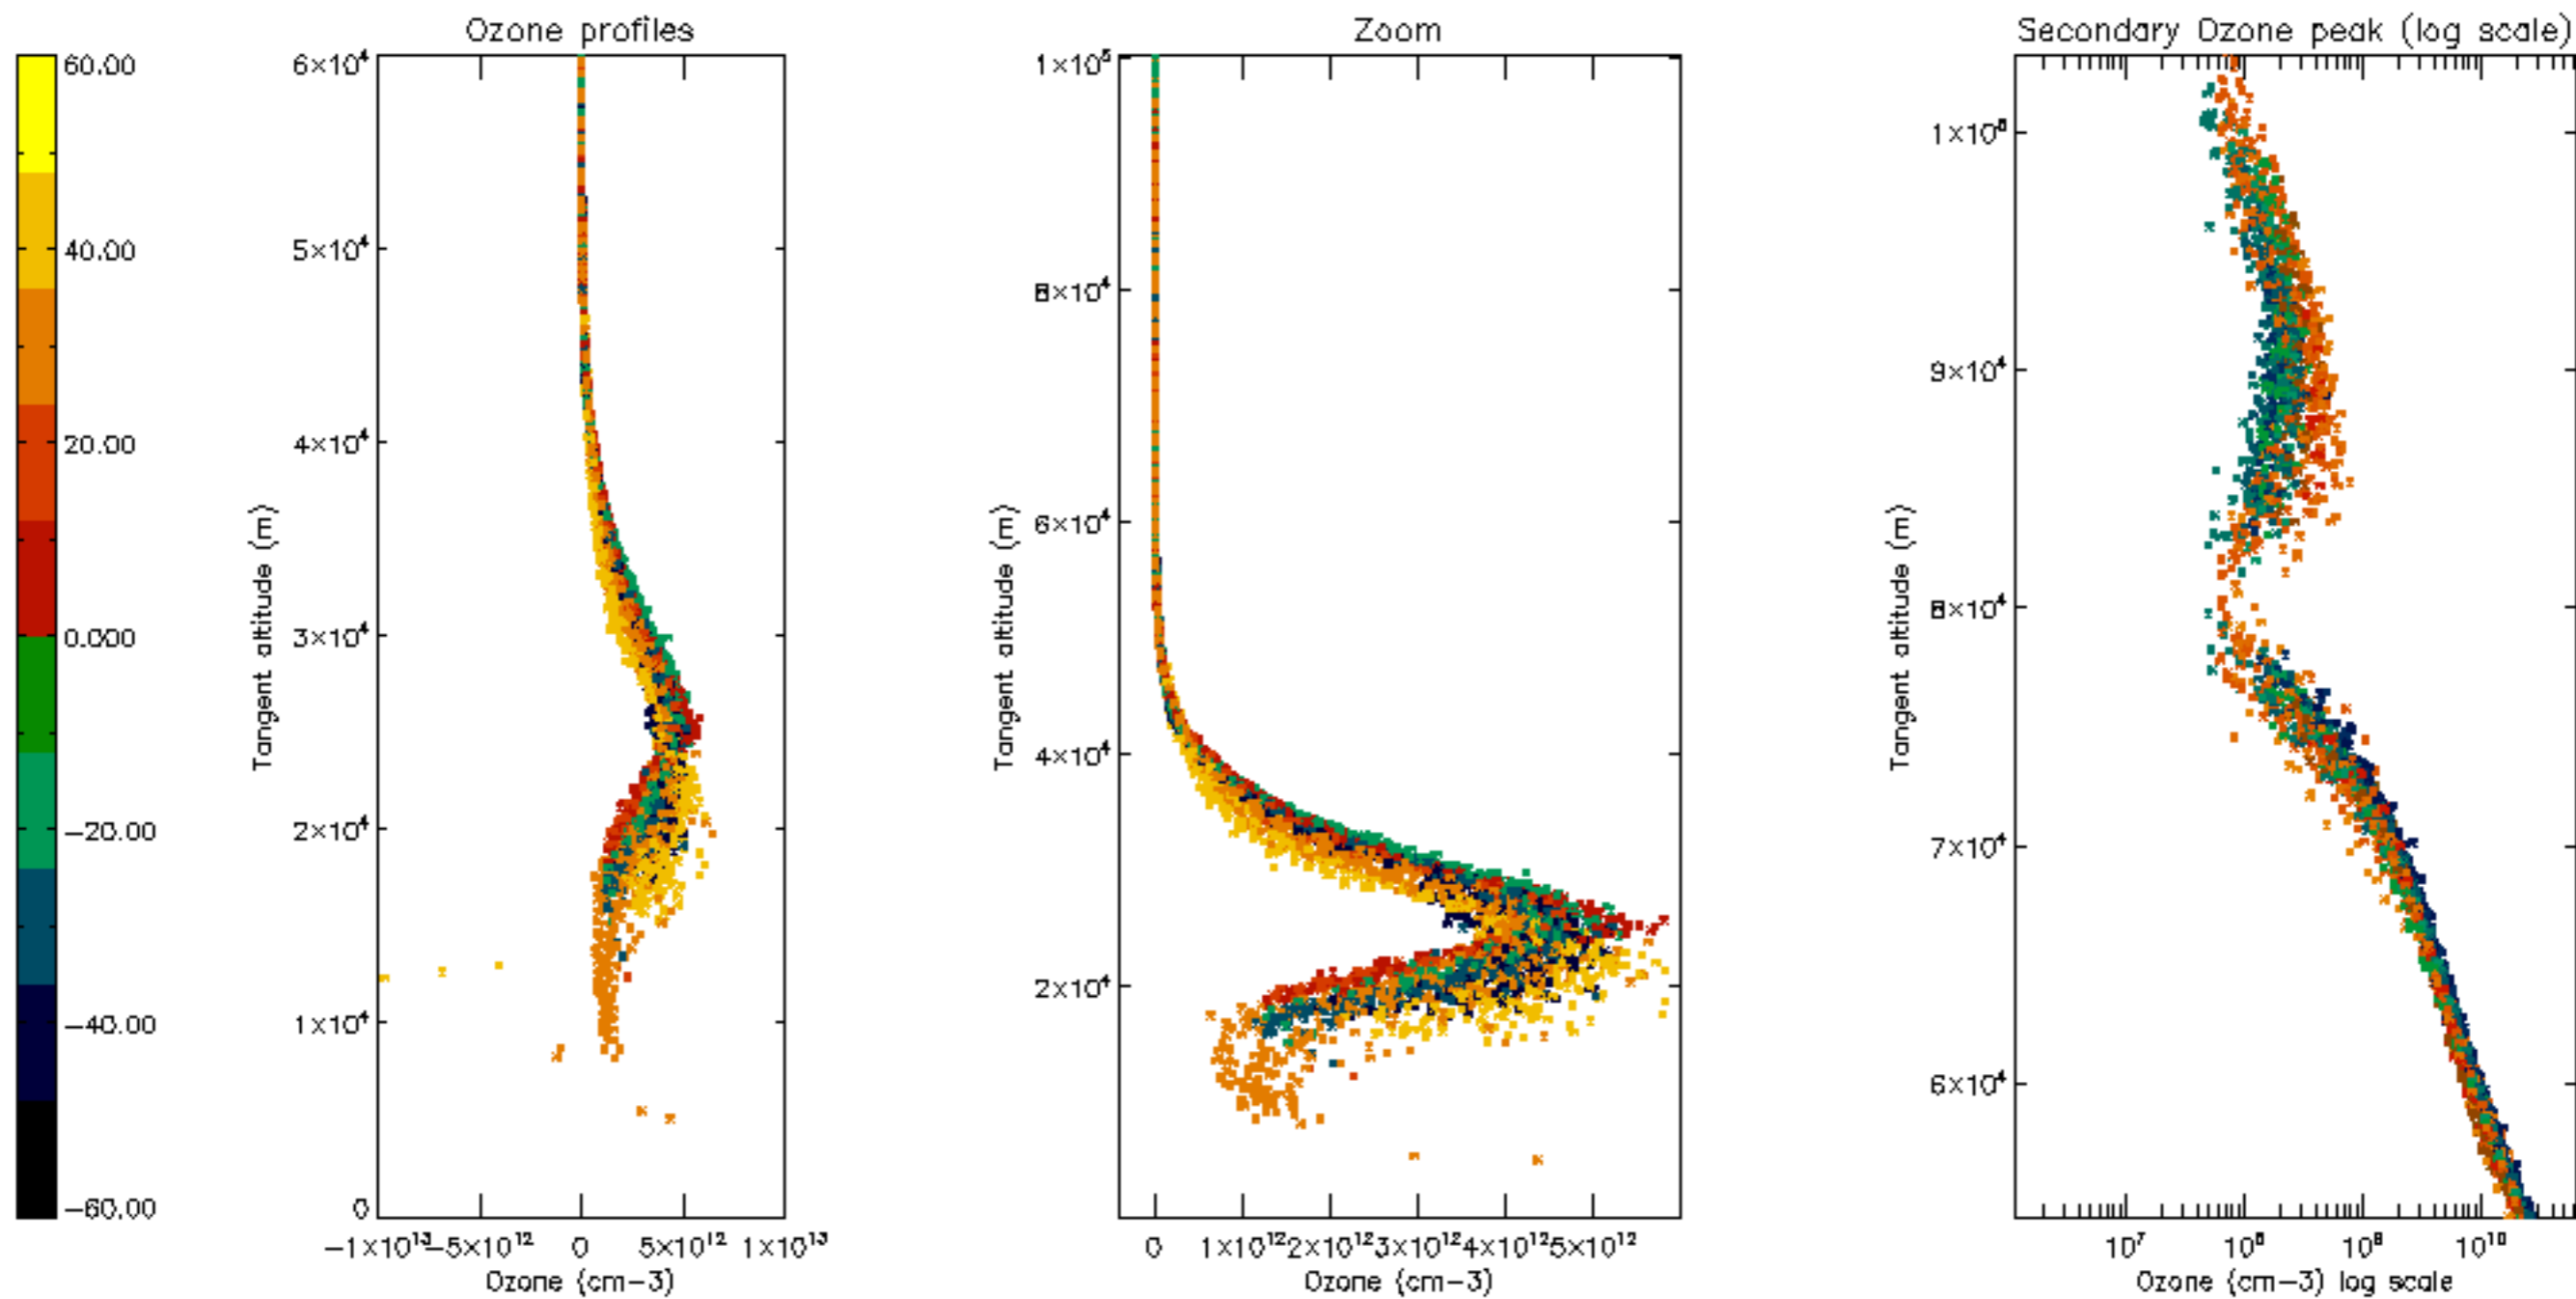 Ozone profiles
Zoom
Secondary Ozone peak (log scale)
60.00
40.00
20.00
0.000
−20.00
−40.00
−60.00
6×10⁴
5×10⁴
4×10⁴
3×10⁴
2×10⁴
1×10⁴
0
Tangent altitude (m)
−1×10¹³ −5×10¹² 0 5×10¹² 1×10¹³
Ozone (cm−3)
1×10⁵
8×10⁴
6×10⁴
4×10⁴
2×10⁴
Tangent altitude (m)
0 1×10¹² 2×10¹² 3×10¹² 4×10¹² 5×10¹²
Ozone (cm−3)
1×10⁵
9×10⁴
8×10⁴
7×10⁴
6×10⁴
Tangent altitude (m)
10⁷ 10⁸ 10⁹ 10¹⁰
Ozone (cm−3) log scale